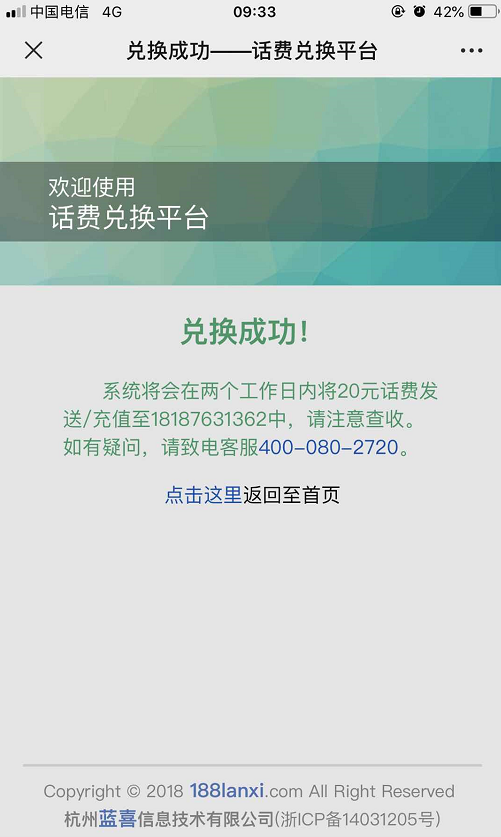 中国电信 4G 09:33 42%
兑换成功——话费兑换平台
欢迎使用
话费兑换平台
兑换成功！
系统将会在两个工作日内将20元话费发
送/充值至18187631362中，请注意查收。
如有疑问，请致电客服400-080-2720。
点击这里返回至首页
Copyright © 2018 188lanxi.com All Right Reserved
杭州蓝喜信息技术有限公司(浙ICP备14031205号)